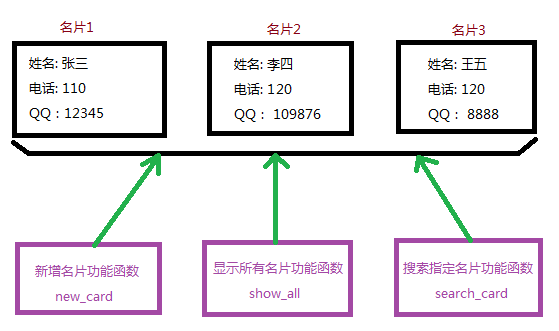 名片1
名片2
名片3
姓名: 张三
电话: 110
QQ：12345
姓名: 李四
电话: 120
QQ： 109876
姓名: 王五
电话: 120
QQ： 8888
新增名片功能函数
new_card
显示所有名片功能函数
show_all
搜索指定名片功能函数
search_card